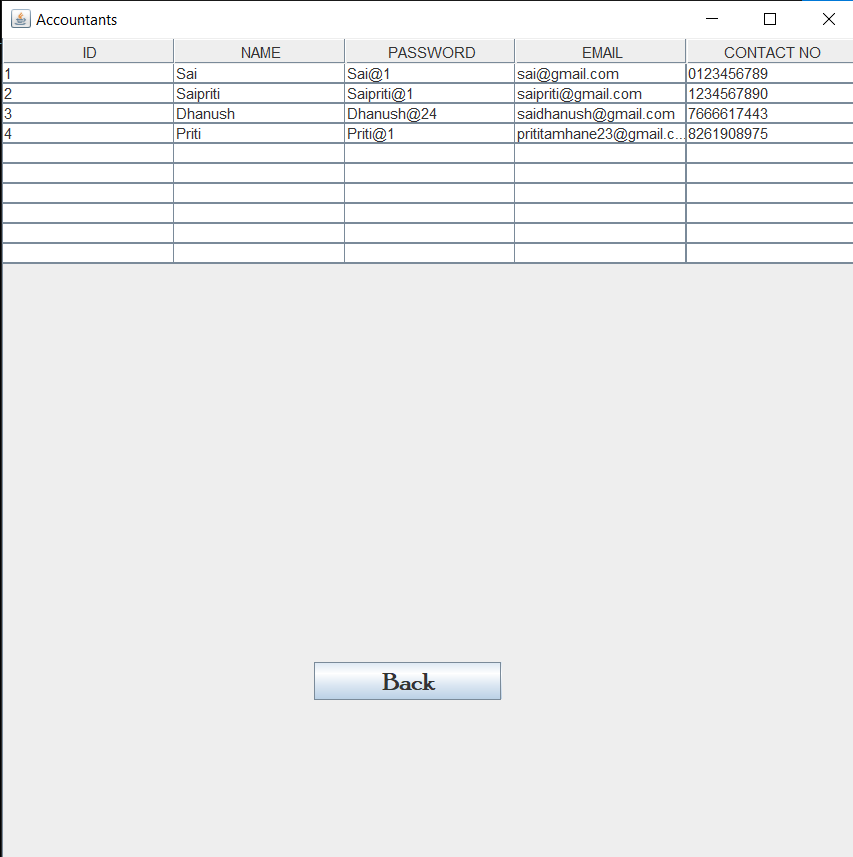 Accountants
ID NAME PASSWORD EMAIL CONTACT NO
1 Sai Sai@1 sai@gmail.com 0123456789
2 Saipriti Saipriti@1 saipriti@gmail.com 1234567890
3 Dhanush Dhanush@24 saidhanush@gmail.com 7666617443
4 Priti Priti@1 prititamhane23@gmail.c... 8261908975
Back